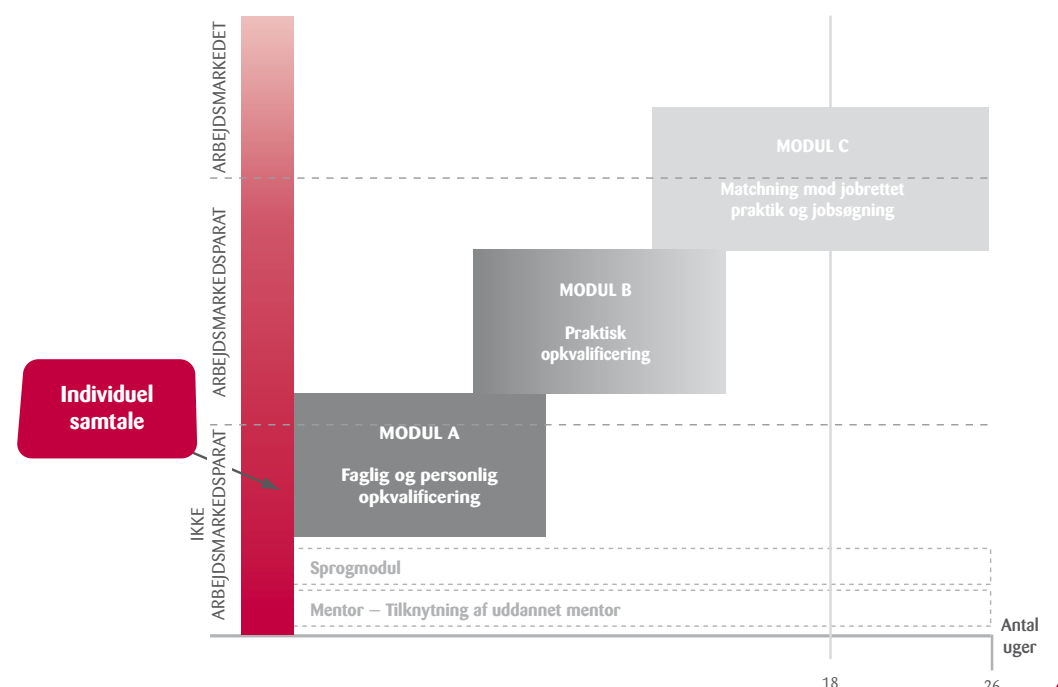 ARBEJDSMARKEDET
MODUL C
Matchning mod jobrettet
praktik og jobsøgning
ARBEJDSMARKEDSPARAT
MODUL B
Praktisk
opkvalificering
Individuel
samtale
IKKE
ARBEJDSMARKEDSPARAT
MODUL A
Faglig og personlig
opkvalificering
Sprogmodul
Mentor – Tilknytning af uddannet mentor
Antal
uger
18
26